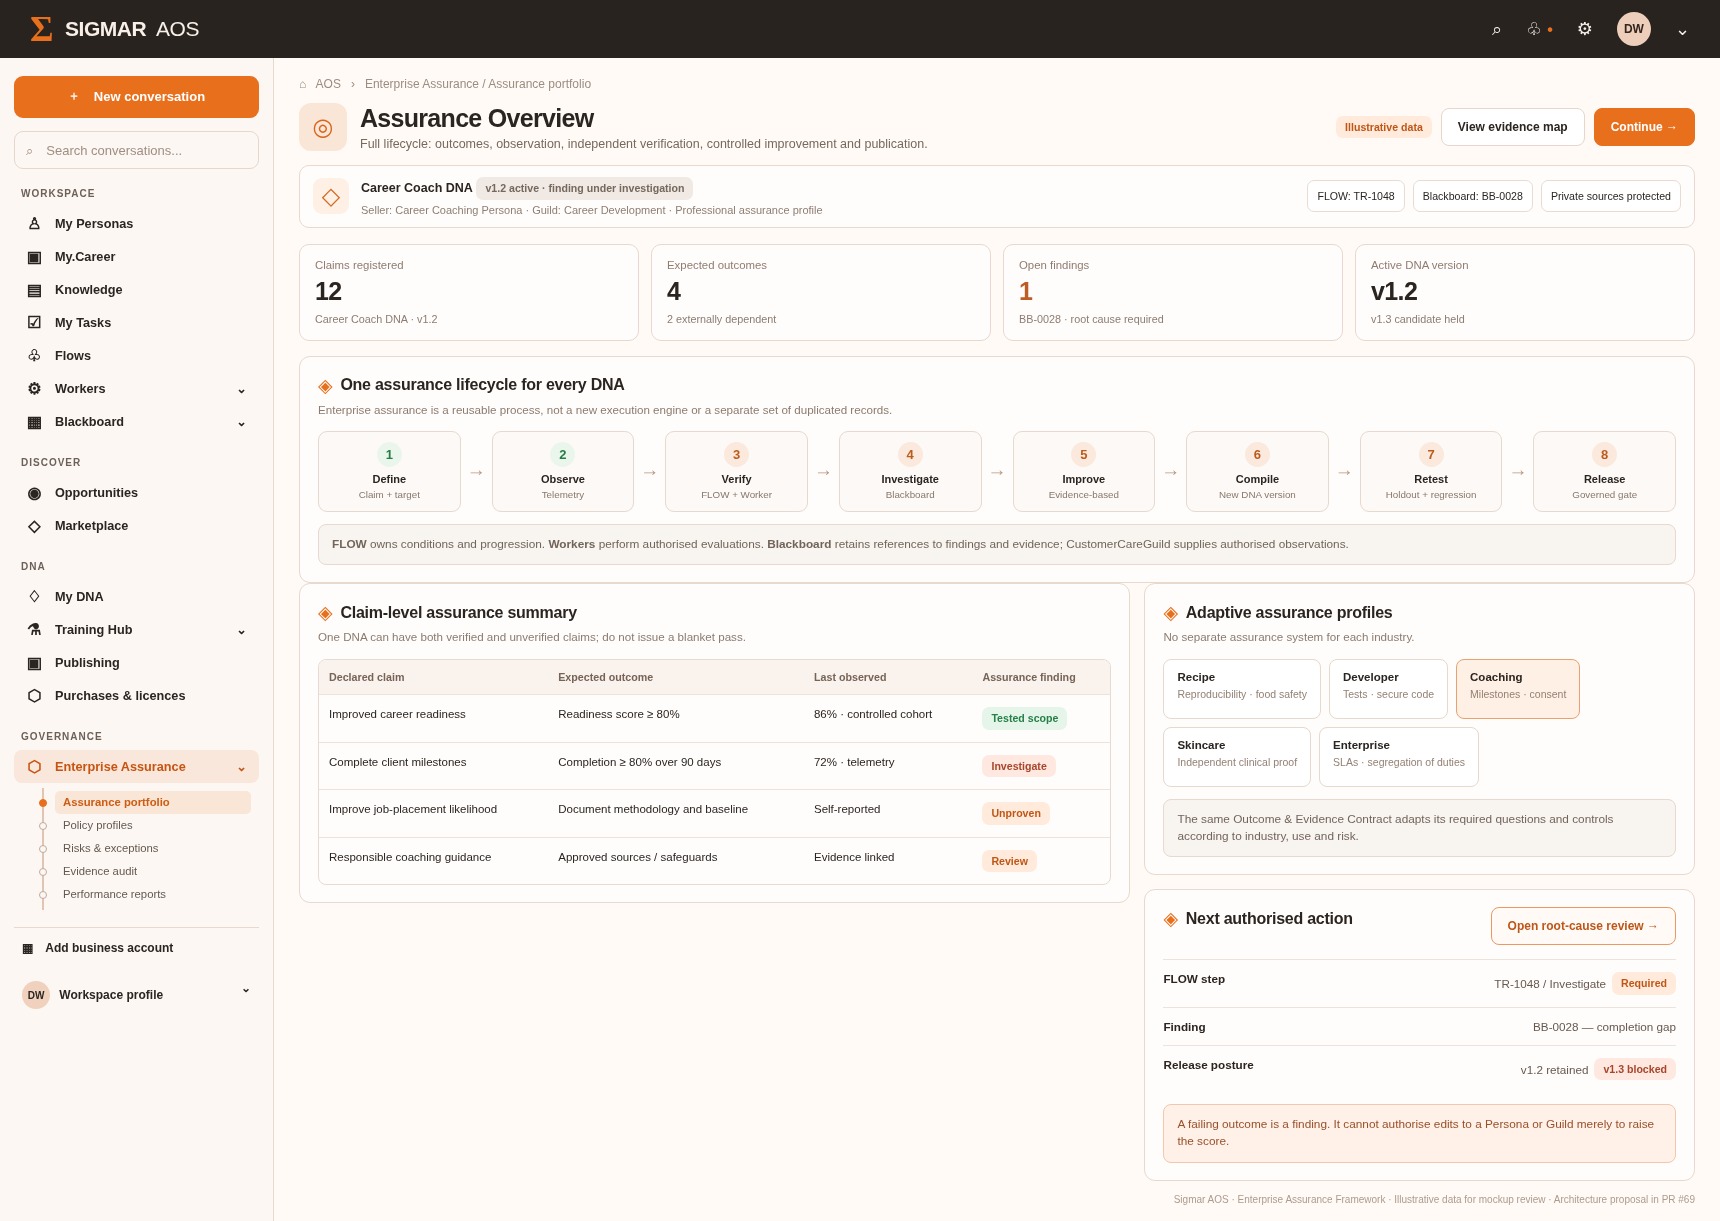 Σ SIGMAR AOS
DW
+ New conversation
Search conversations...
WORKSPACE
My Personas
My.Career
Knowledge
My Tasks
Flows
Workers
Blackboard
DISCOVER
Opportunities
Marketplace
DNA
My DNA
Training Hub
Publishing
Purchases & licences
GOVERNANCE
Enterprise Assurance
Assurance portfolio
Policy profiles
Risks & exceptions
Evidence audit
Performance reports
Add business account
DW Workspace profile
AOS › Enterprise Assurance / Assurance portfolio
Assurance Overview
Full lifecycle: outcomes, observation, independent verification, controlled improvement and publication.
Illustrative data
View evidence map
Continue →
Career Coach DNA v1.2 active · finding under investigation
Seller: Career Coaching Persona · Guild: Career Development · Professional assurance profile
FLOW: TR-1048
Blackboard: BB-0028
Private sources protected
Claims registered
12
Career Coach DNA · v1.2
Expected outcomes
4
2 externally dependent
Open findings
1
BB-0028 · root cause required
Active DNA version
v1.2
v1.3 candidate held
One assurance lifecycle for every DNA
Enterprise assurance is a reusable process, not a new execution engine or a separate set of duplicated records.
1
Define
Claim + target
→
2
Observe
Telemetry
→
3
Verify
FLOW + Worker
→
4
Investigate
Blackboard
→
5
Improve
Evidence-based
→
6
Compile
New DNA version
→
7
Retest
Holdout + regression
→
8
Release
Governed gate
FLOW owns conditions and progression. Workers perform authorised evaluations. Blackboard retains references to findings and evidence; CustomerCareGuild supplies authorised observations.
Claim-level assurance summary
One DNA can have both verified and unverified claims; do not issue a blanket pass.
Declared claim Expected outcome Last observed Assurance finding
Improved career readiness Readiness score ≥ 80% 86% · controlled cohort Tested scope
Complete client milestones Completion ≥ 80% over 90 days 72% · telemetry Investigate
Improve job-placement likelihood Document methodology and baseline Self-reported Unproven
Responsible coaching guidance Approved sources / safeguards Evidence linked Review
Adaptive assurance profiles
No separate assurance system for each industry.
Recipe
Reproducibility · food safety
Developer
Tests · secure code
Coaching
Milestones · consent
Skincare
Independent clinical proof
Enterprise
SLAs · segregation of duties
The same Outcome & Evidence Contract adapts its required questions and controls
according to industry, use and risk.
Next authorised action
Open root-cause review →
FLOW step TR-1048 / Investigate Required
Finding BB-0028 — completion gap
Release posture v1.2 retained v1.3 blocked
A failing outcome is a finding. It cannot authorise edits to a Persona or Guild merely to raise
the score.
Sigmar AOS · Enterprise Assurance Framework · Illustrative data for mockup review · Architecture proposal in PR #69